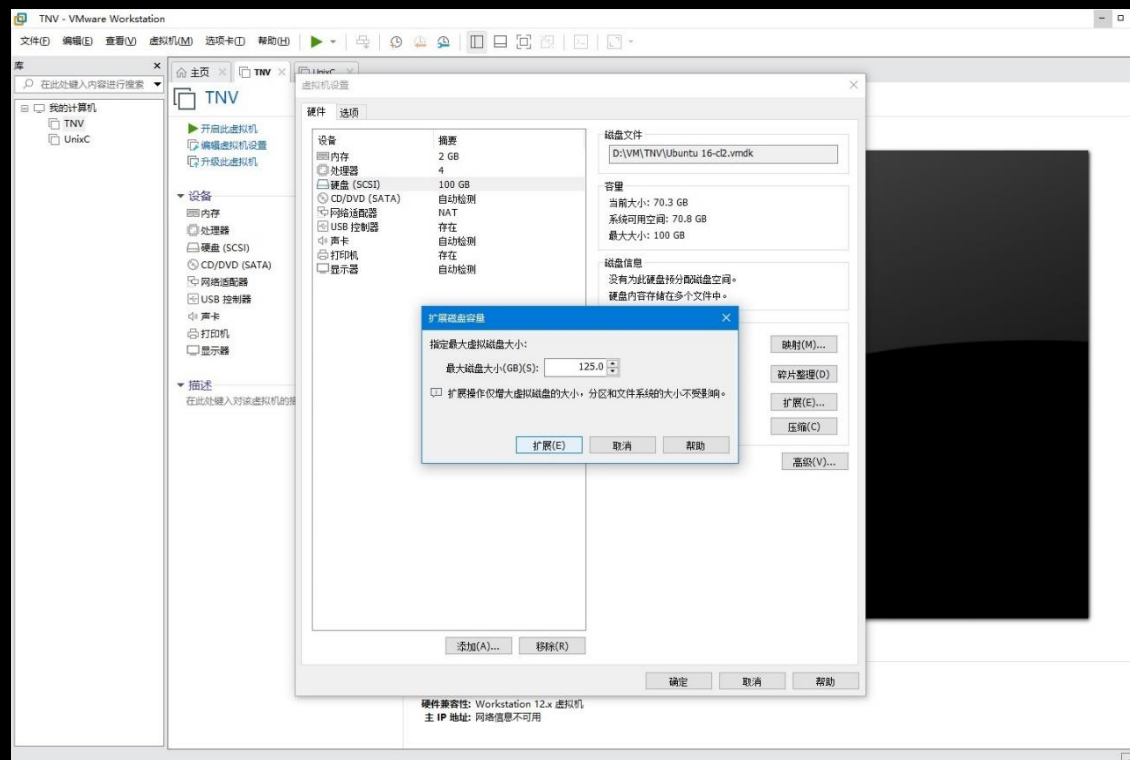 TNV - VMware Workstation
文件(F) 编辑(E) 查看(V) 虚拟机(M) 选项卡(T) 帮助(H)
库
在此处键入内容进行搜索
我的计算机
TNV
UnixC
主页 TNV UnixC
TNV
开启此虚拟机
编辑虚拟机设置
升级此虚拟机
设备
内存
处理器
硬盘 (SCSI)
CD/DVD (SATA)
网络适配器
USB 控制器
声卡
打印机
显示器
描述
在此处键入对该虚拟机的描
虚拟机设置
硬件 选项
设备 摘要
内存 2 GB
处理器 4
硬盘 (SCSI) 100 GB
CD/DVD (SATA) 自动检测
网络适配器 NAT
USB 控制器 存在
声卡 自动检测
打印机 存在
显示器 自动检测
添加(A)... 移除(R)
磁盘文件
D:\VM\TNV\Ubuntu 16-cl2.vmdk
容量
当前大小: 70.3 GB
系统可用空间: 70.8 GB
最大大小: 100 GB
磁盘信息
没有为此硬盘预分配磁盘空间。
硬盘内容存储在多个文件中。
映射(M)...
碎片整理(D)
扩展(E)...
压缩(C)
高级(V)...
扩展磁盘容量
指定最大虚拟磁盘大小:
最大磁盘大小(GB)(S): 125.0
扩展操作仅增大虚拟磁盘的大小，分区和文件系统的大小不受影响。
扩展(E) 取消 帮助
确定 取消 帮助
硬件兼容性: Workstation 12.x 虚拟机
主 IP 地址: 网络信息不可用